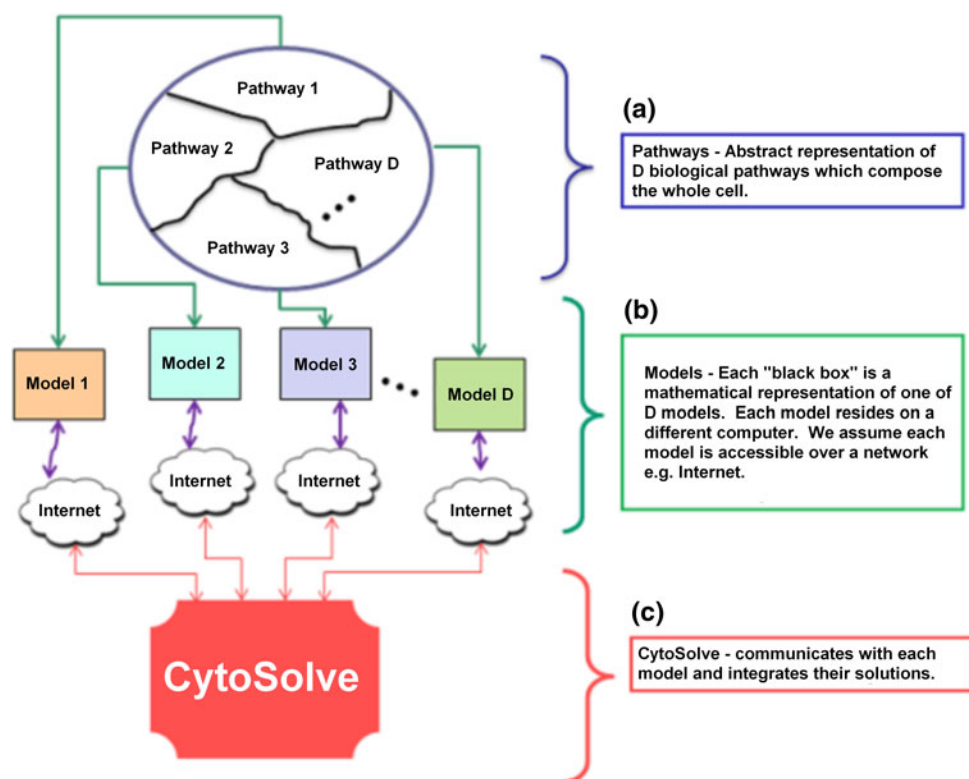 Pathway 1
Pathway 2
Pathway D
Pathway 3
(a)
Pathways - Abstract representation of
D biological pathways which compose
the whole cell.
Model 1
Model 2
Model 3
Model D
(b)
Models - Each "black box" is a
mathematical representation of one of
D models. Each model resides on a
different computer. We assume each
model is accessible over a network
e.g. Internet.
Internet
Internet
Internet
Internet
(c)
CytoSolve - communicates with each
model and integrates their solutions.
CytoSolve